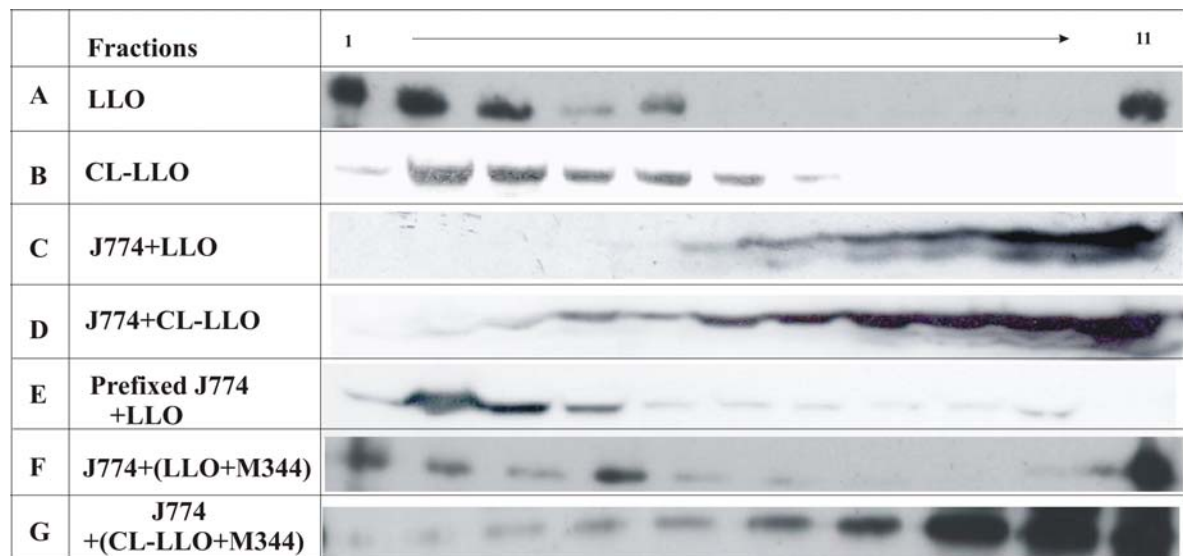 Fractions 1 11
A LLO
B CL-LLO
C J774+LLO
D J774+CL-LLO
E Prefixed J774
+LLO
F J774+(LLO+M344)
G J774
+(CL-LLO+M344)